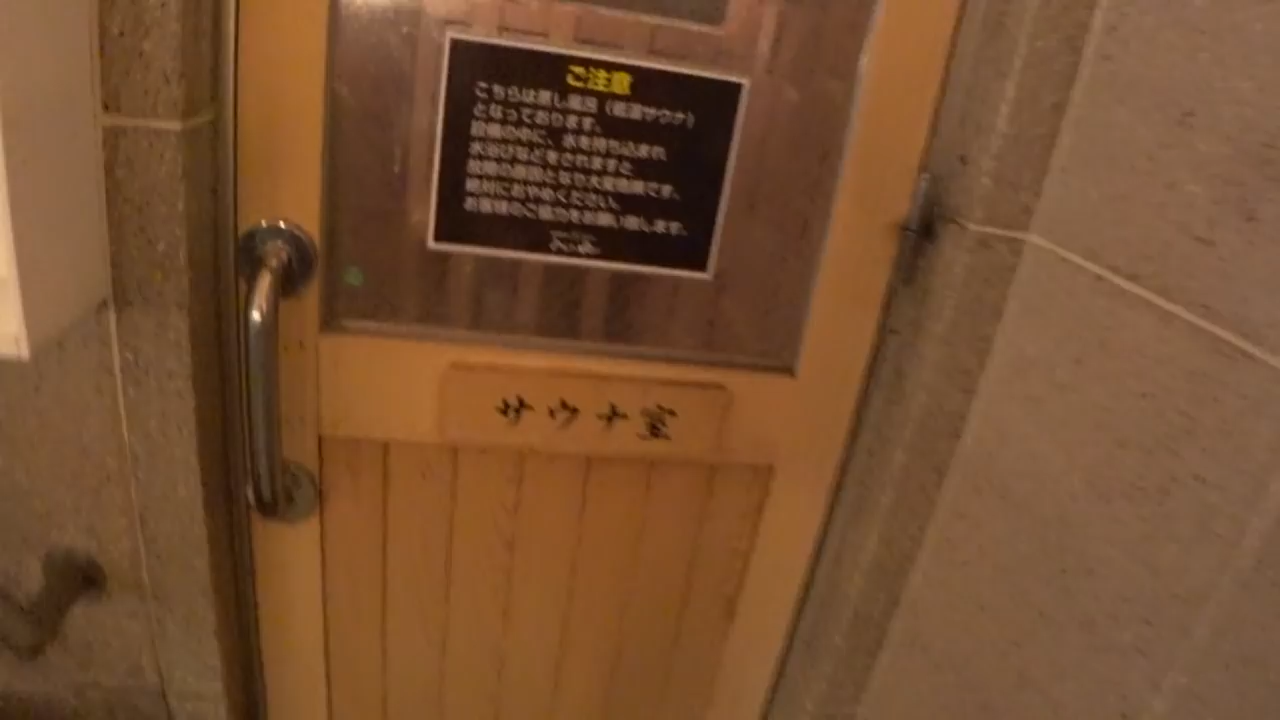 ご注意
こちらは蒸し風呂（低温サウナ）
となっております。
設備の中に、水を持ち込まれ
水浴びなどをされますと
故障の原因となり大変危険です。
絶対におやめください。
お客様のご協力をお願い致します。
サウナ室